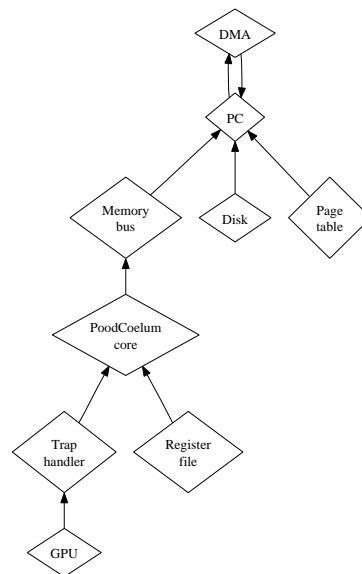 DMA
PC
Memory
bus
Disk
Page
table
PoodCoelum
core
Trap
handler
Register
file
GPU